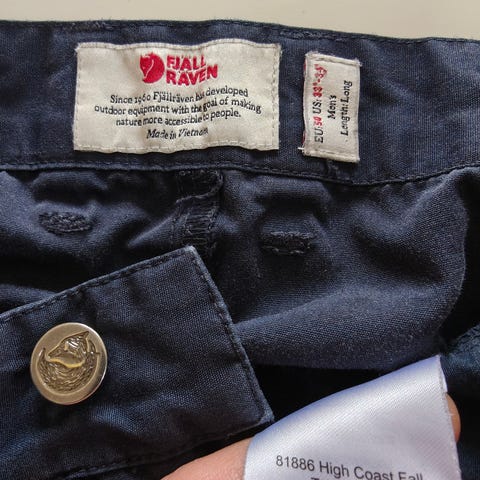 FJÄLL
RÄVEN
Since 1960 Fjällräven has developed
outdoor equipment with the goal of making
nature more accessible to people.
Made in Vietnam
EU:50 US:33"-34"
Men's
Length: Long
81886 High Coast Fall